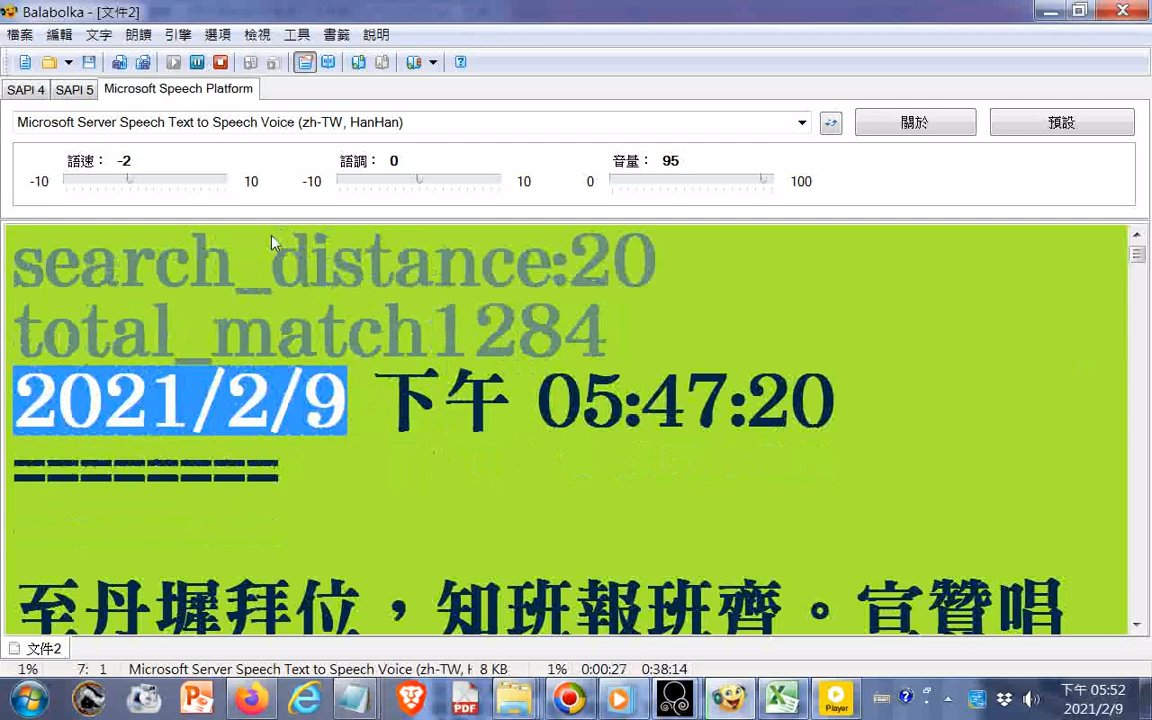 Balabolka - [文件2]
檔案 編輯 文字 朗讀 引擎 選項 檢視 工具 書籤 說明
SAPI 4 SAPI 5 Microsoft Speech Platform
Microsoft Server Speech Text to Speech Voice (zh-TW, HanHan) 關於 預設
語速： -2 語調： 0 音量： 95
-10 10 -10 10 0 100
search_distance:20
total_match1284
2021/2/9 下午 05:47:20
========
至丹墀拜位，知班報班齊。宣贊唱
文件2
1% 7: 1 Microsoft Server Speech Text to Speech Voice (zh-TW, H 8 KB 1% 0:00:27 0:38:14
PDF
Player
下午 05:52
2021/2/9